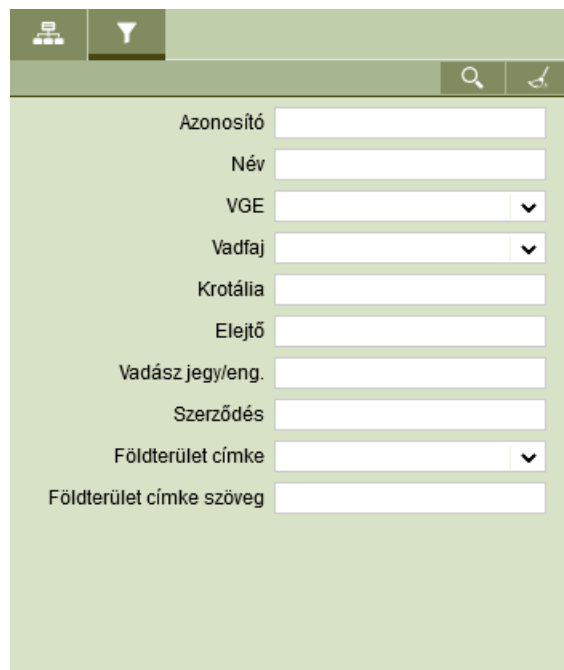 Azonosító
Név
VGE
Vadfaj
Krotália
Elejtő
Vadász jegy/eng.
Szerződés
Földterület címke
Földterület címke szöveg